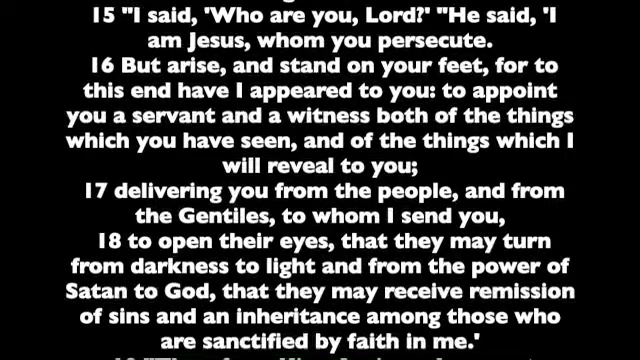 15 "I said, 'Who are you, Lord?' "He said, 'I
am Jesus, whom you persecute.
16 But arise, and stand on your feet, for to
this end have I appeared to you: to appoint
you a servant and a witness both of the things
which you have seen, and of the things which I
will reveal to you;
17 delivering you from the people, and from
the Gentiles, to whom I send you,
18 to open their eyes, that they may turn
from darkness to light and from the power of
Satan to God, that they may receive remission
of sins and an inheritance among those who
are sanctified by faith in me.'